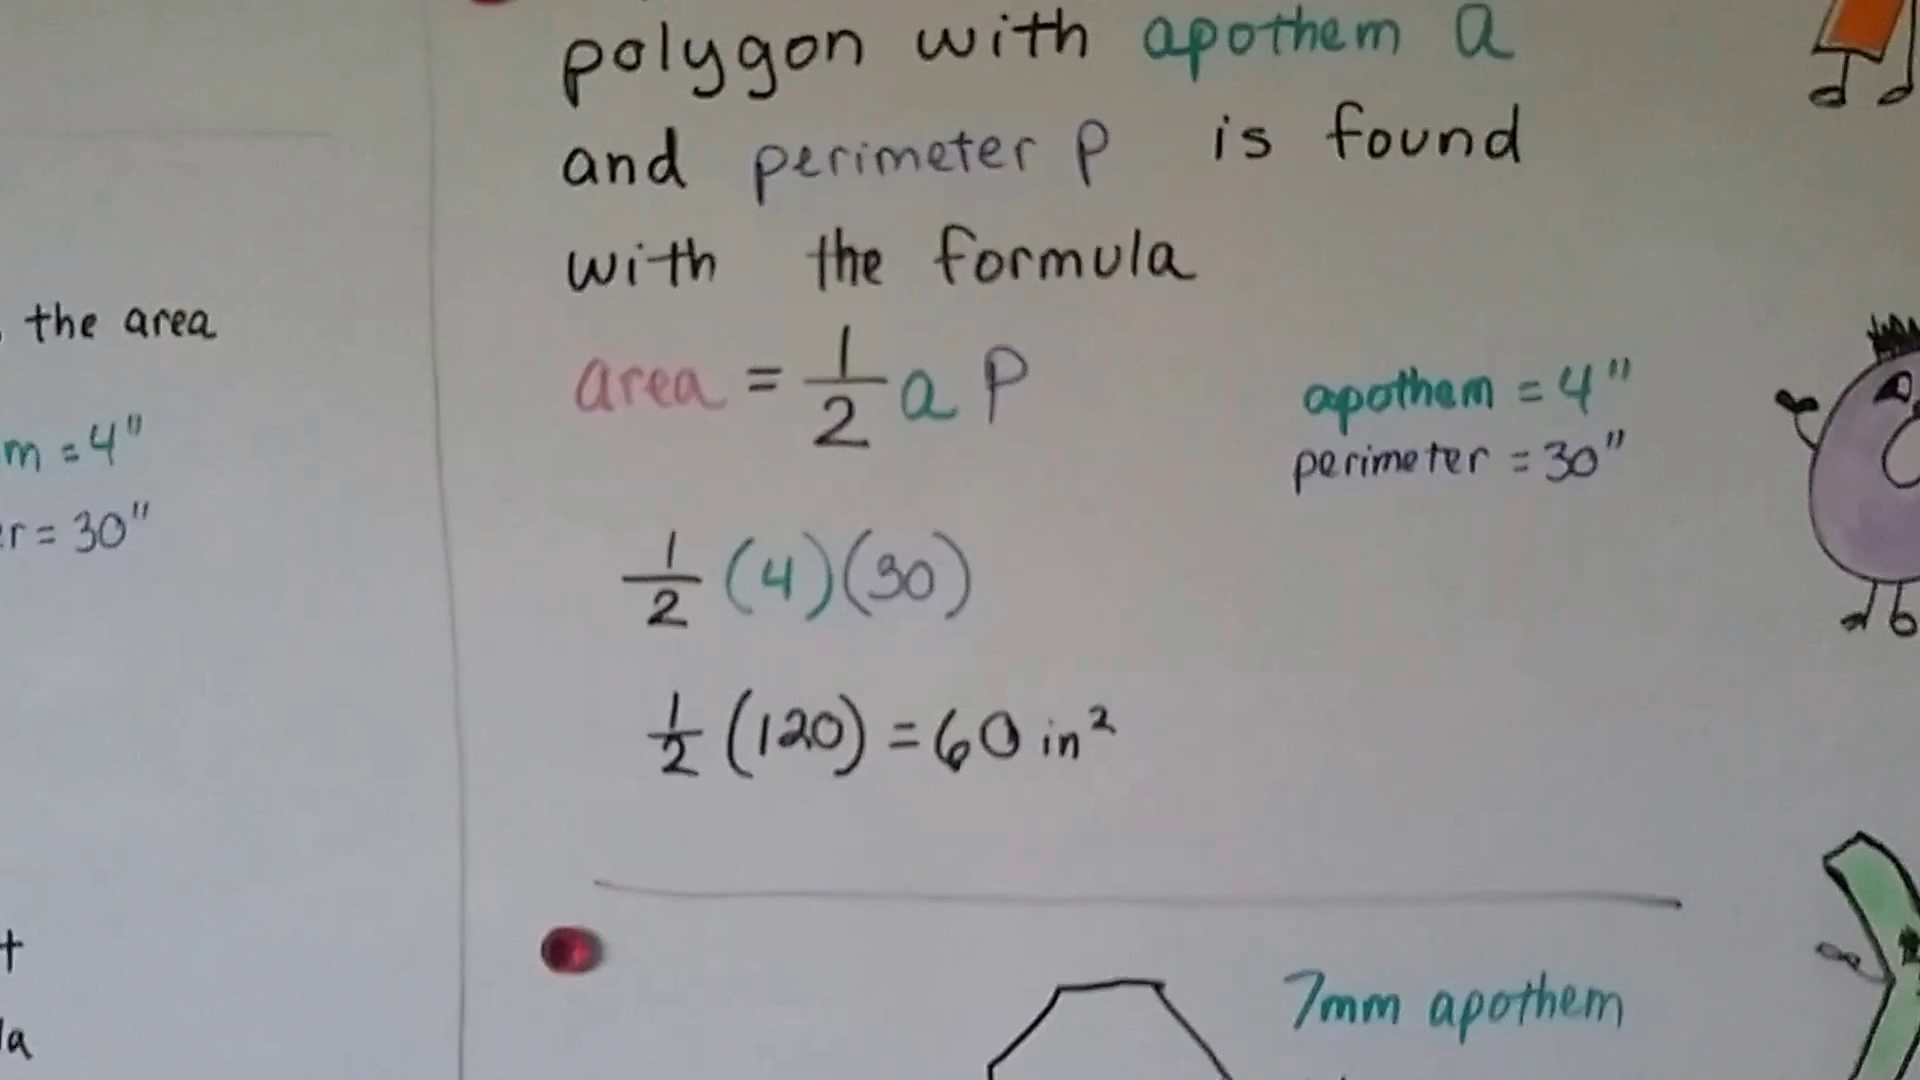 polygon with apothem a
and perimeter P is found
with the formula
area = 1/2 a P
apothem = 4"
perimeter = 30"
1/2 (4)(30)
1/2 (120) = 60 in²
7mm apothem
the area
m = 4"
r = 30"